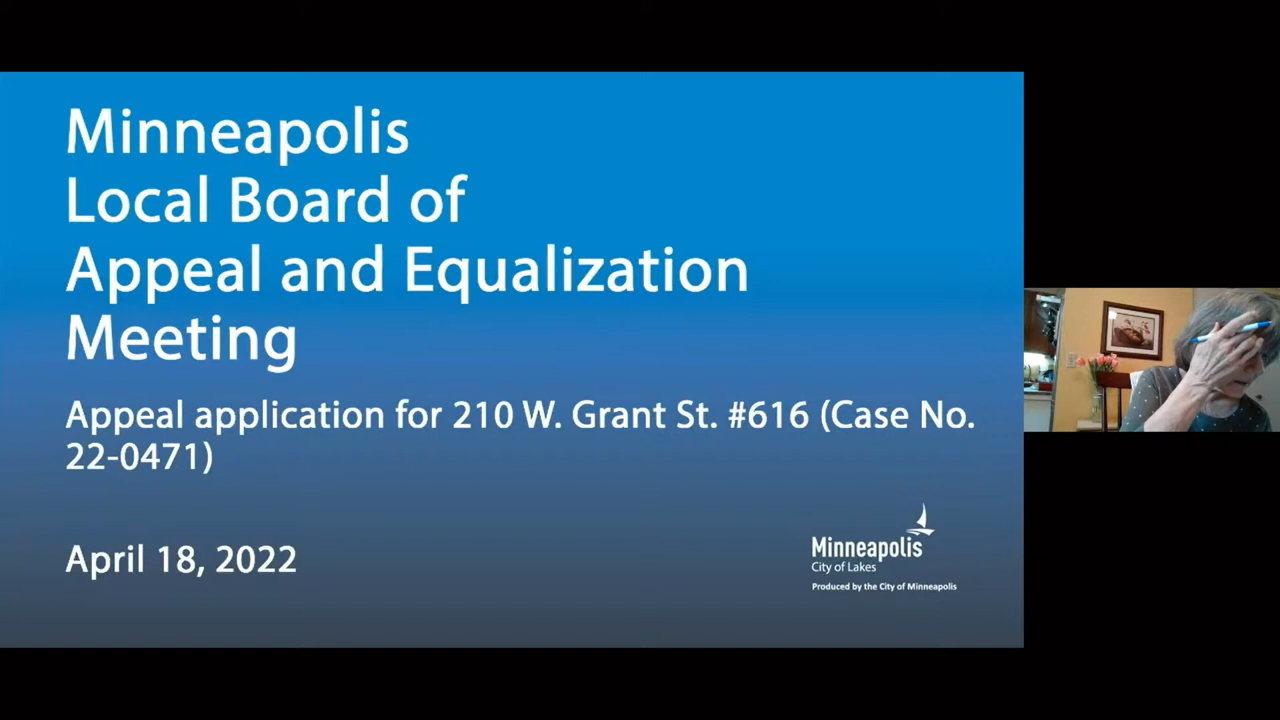 Minneapolis
Local Board of
Appeal and Equalization
Meeting
Appeal application for 210 W. Grant St. #616 (Case No.
22-0471)
April 18, 2022
Minneapolis
City of Lakes
Produced by the City of Minneapolis